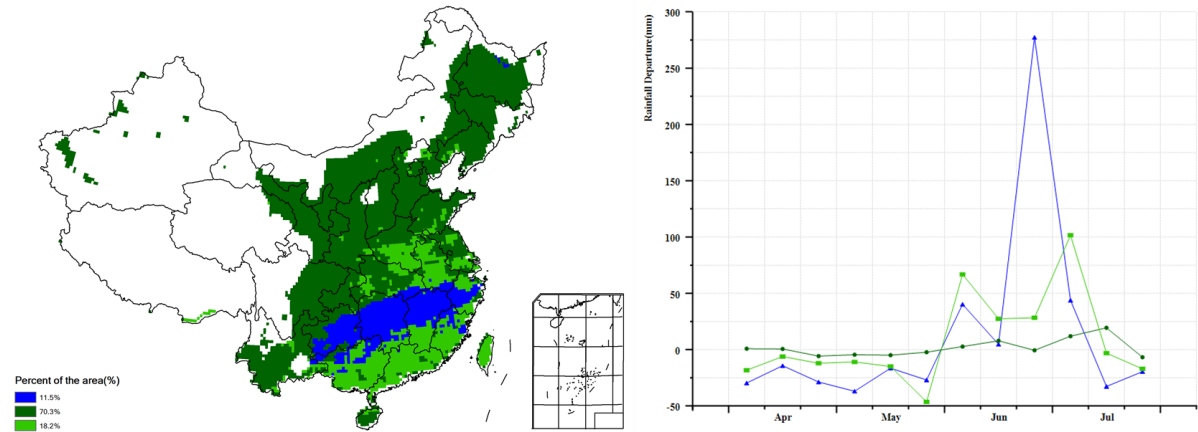 Percent of the area(%)
11.5%
70.3%
18.2%
Rainfall Departure(mm)
300
250
200
150
100
50
0
-50
Apr
May
Jun
Jul